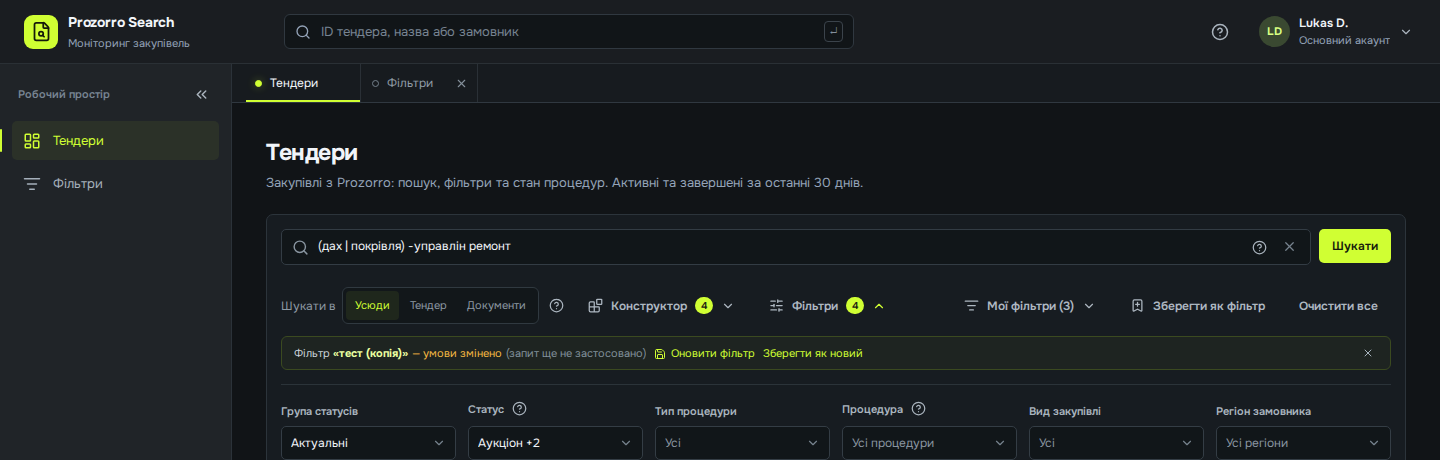 Prozorro Search
Моніторинг закупівель
ID тендера, назва або замовник
LD
Lukas D.
Основний акаунт
Робочий простір
Тендери
Фільтри
Тендери
Фільтри
Тендери
Закупівлі з Prozorro: пошук, фільтри та стан процедур. Активні та завершені за останні 30 днів.
(дах | покрівля) -управлін ремонт
Шукати
Шукати в Усюди Тендер Документи Конструктор 4 Фільтри 4 Мої фільтри (3) Зберегти як фільтр Очистити все
Фільтр «тест (копія)» — умови змінено (запит ще не застосовано) Оновити фільтр Зберегти як новий
Група статусів Статус Тип процедури Процедура Вид закупівлі Регіон замовника
Актуальні Аукціон +2 Усі Усі процедури Усі Усі регіони